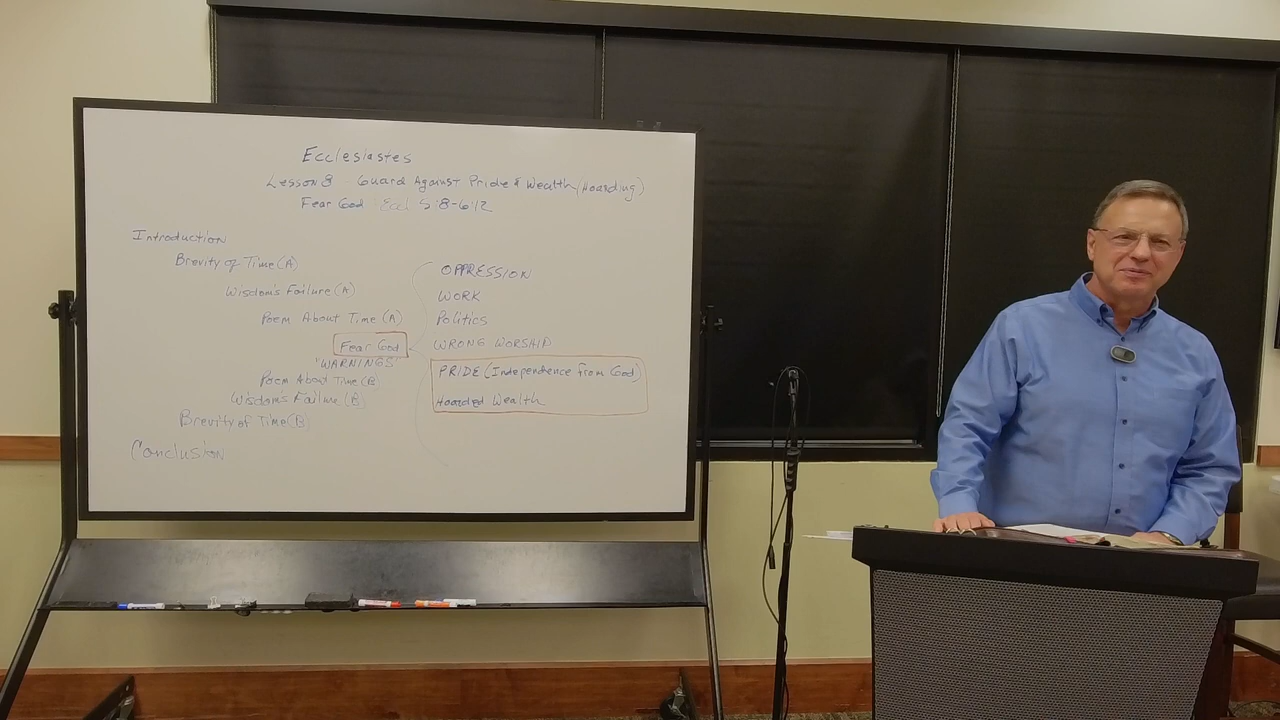 Ecclesiastes
Lesson 8 Guard Against Pride & Wealth (Hoarding)
Fear God Eccl 5:8-6:12
Introduction
Brevity of Time (A)
Wisdom's Failure (A)
Poem About Time (A)
Fear God
"WARNINGS"
Poem About Time (B)
Wisdom's Failure (B)
Brevity of Time (B)
Conclusion
OPPRESSION
WORK
Politics
WRONG WORSHIP
PRIDE (Independence from God)
Hoarded Wealth